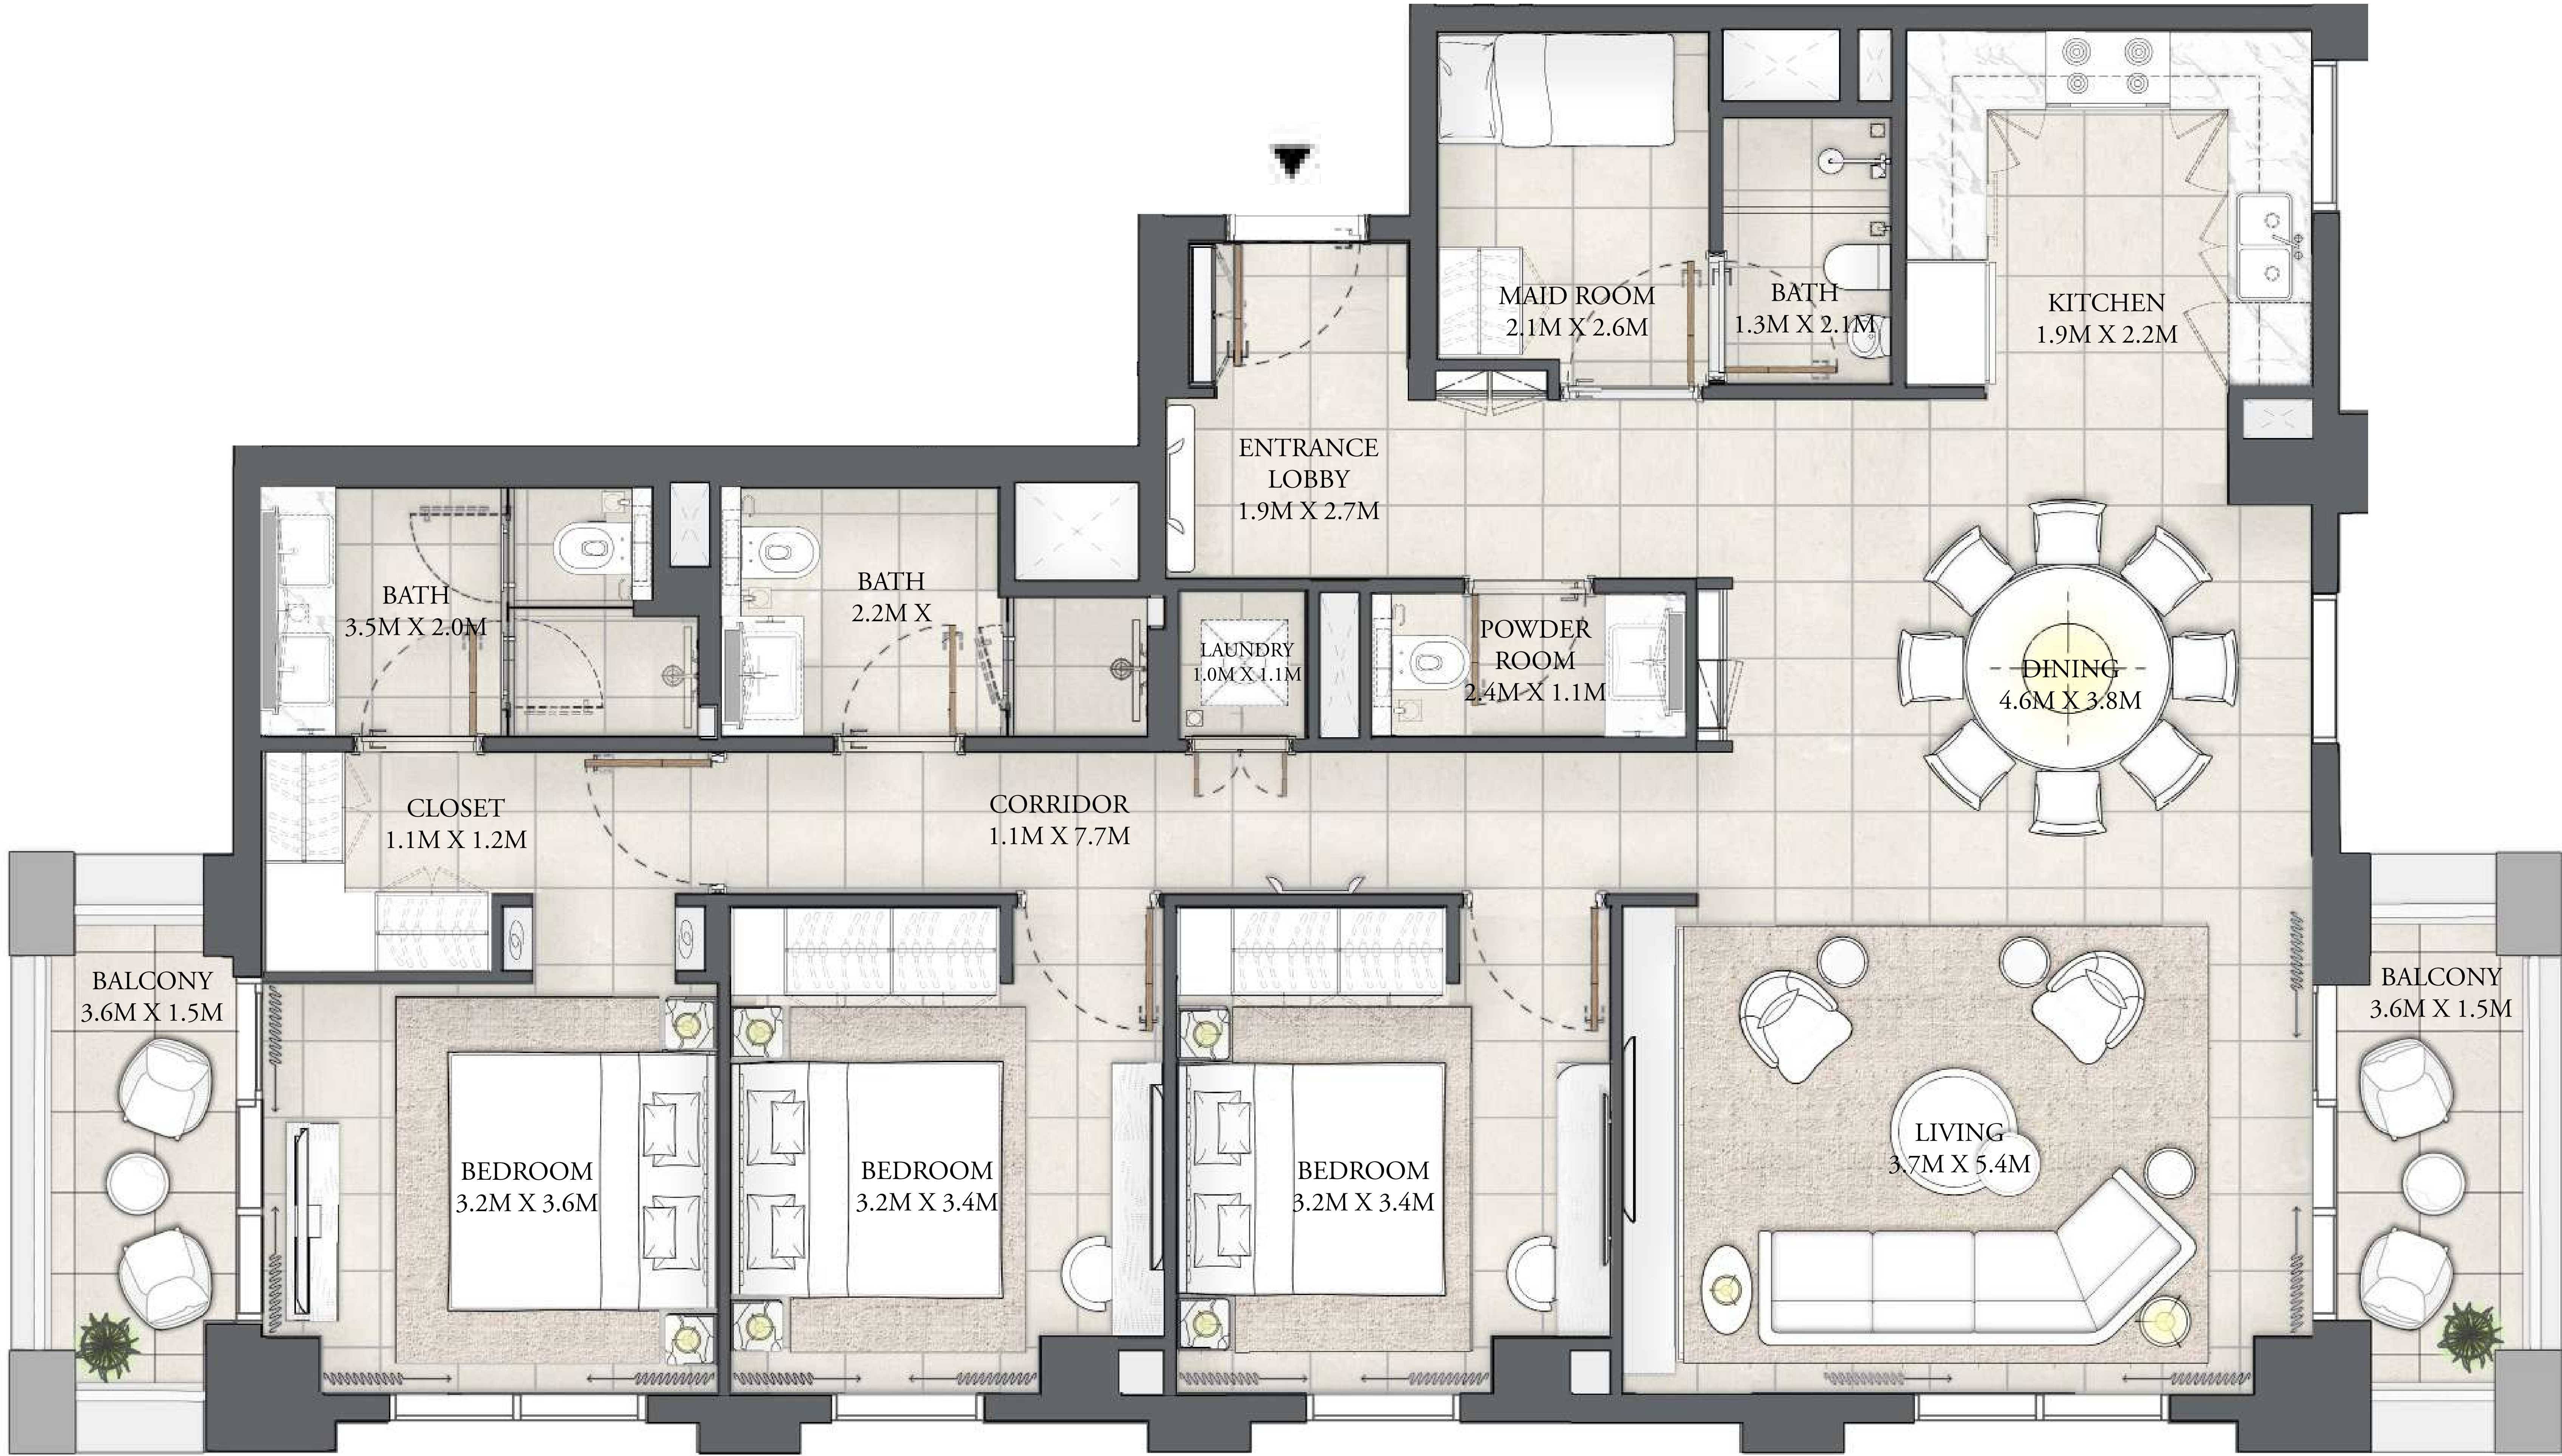 MAID ROOM
2.1M X 2.6M
BATH
1.3M X 2.1M
KITCHEN
1.9M X 2.2M
ENTRANCE
LOBBY
1.9M X 2.7M
BATH
3.5M X 2.0M
BATH
2.2M X
LAUNDRY
1.0M X 1.1M
POWDER
ROOM
2.4M X 1.1M
DINING
4.6M X 3.8M
CLOSET
1.1M X 1.2M
CORRIDOR
1.1M X 7.7M
BALCONY
3.6M X 1.5M
BALCONY
3.6M X 1.5M
BEDROOM
3.2M X 3.6M
BEDROOM
3.2M X 3.4M
BEDROOM
3.2M X 3.4M
LIVING
3.7M X 5.4M